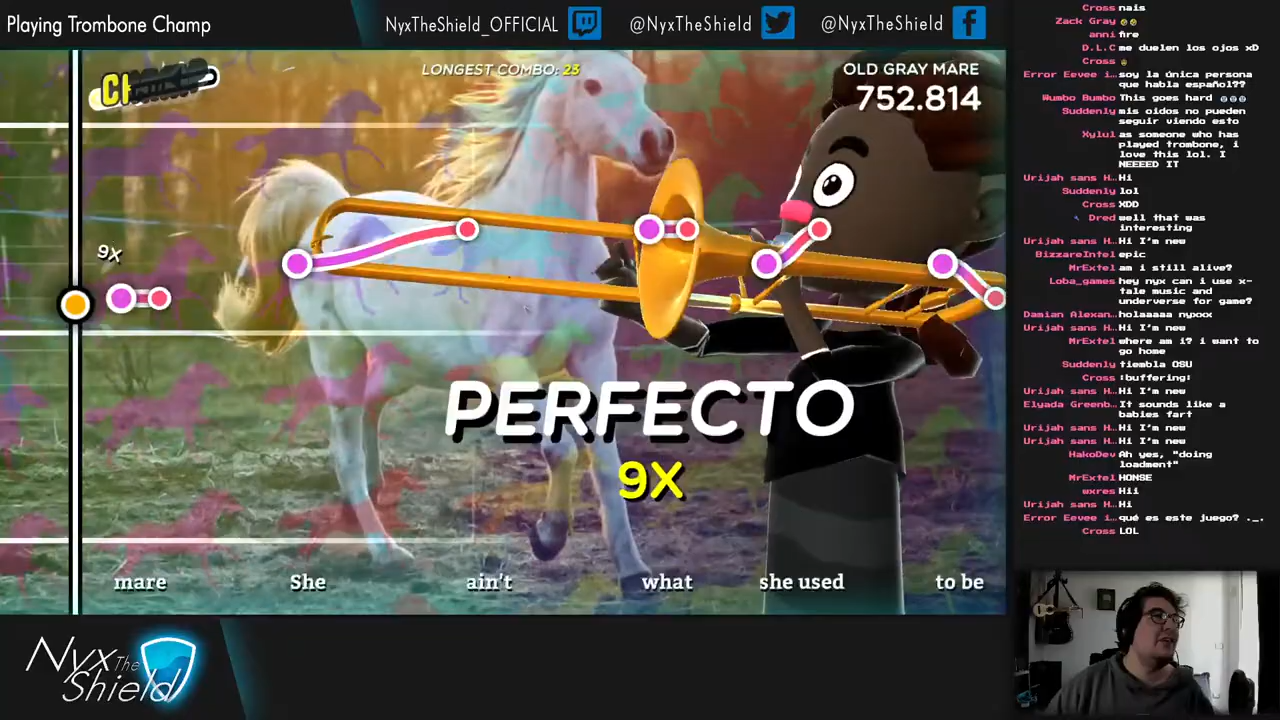 Playing Trombone Champ
NyxTheShield_OFFICIAL
@NyxTheShield
@NyxTheShield
LONGEST COMBO: 23
OLD GRAY MARE
752.814
9X
PERFECTO
9X
mare She ain't what she used to be
Nyx The
Shield
Cross nais
Zack Gray
anni fire
D.L.C me duelen los ojos xD
Cross
Error Eevee i… soy la única persona
que habla español??
Wumbo Bumbo This goes hard
Suddenly mis oidos no pueden
seguir viendo esto
Xylul as someone who has
played trombone, i
love this lol. I
NEEEED IT
Urijah sans H… Hi
Suddenly lol
Cross XDD
Dred well that was
interesting
Urijah sans H… Hi I'm new
BizzareIntel epic
MrExtel am i still alive?
Loba_games hey nyx can i use x-
tale music and
underverse for game?
Damian Alexan… holaaaaa nyxxx
Urijah sans H… Hi I'm new
MrExtel where am i? i want to
go home
Suddenly tiembla OSU
Cross :buffering:
Urijah sans H… Hi I'm new
Elyada Greenb… It sounds like a
babies fart
Urijah sans H… Hi I'm new
Urijah sans H… Hi I'm new
HakoDev Ah yes, "doing
loadment"
MrExtel HONSE
wxres Hii
Urijah sans H… Hi
Error Eevee i… qué es este juego? ._.
Cross LOL